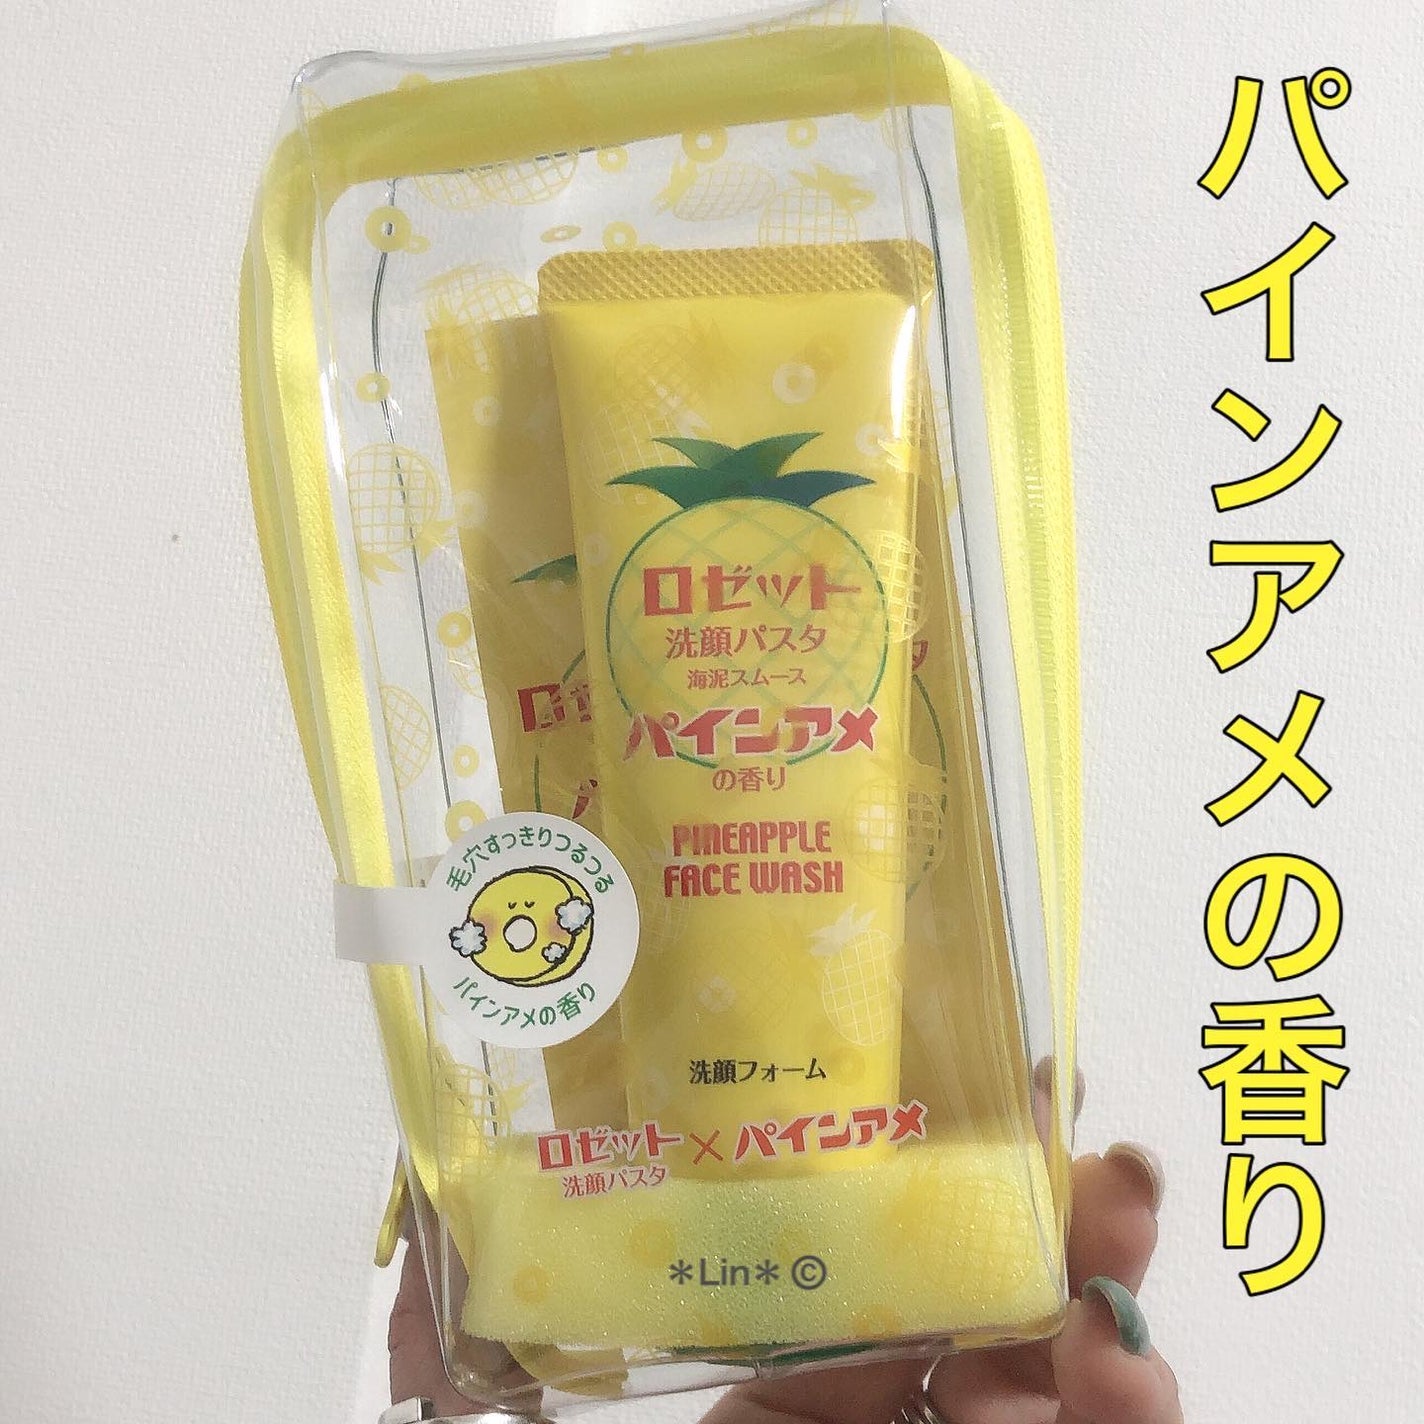 パインアメの香り
ロゼット
洗顔パスタ
海泥スムース
パインアメ
の香り
PINEAPPLE
FACE WASH
洗顔フォーム
毛穴すっきりつるつる
パインアメの香り
ロゼット×パインアメ
洗顔パスタ
＊Lin＊©